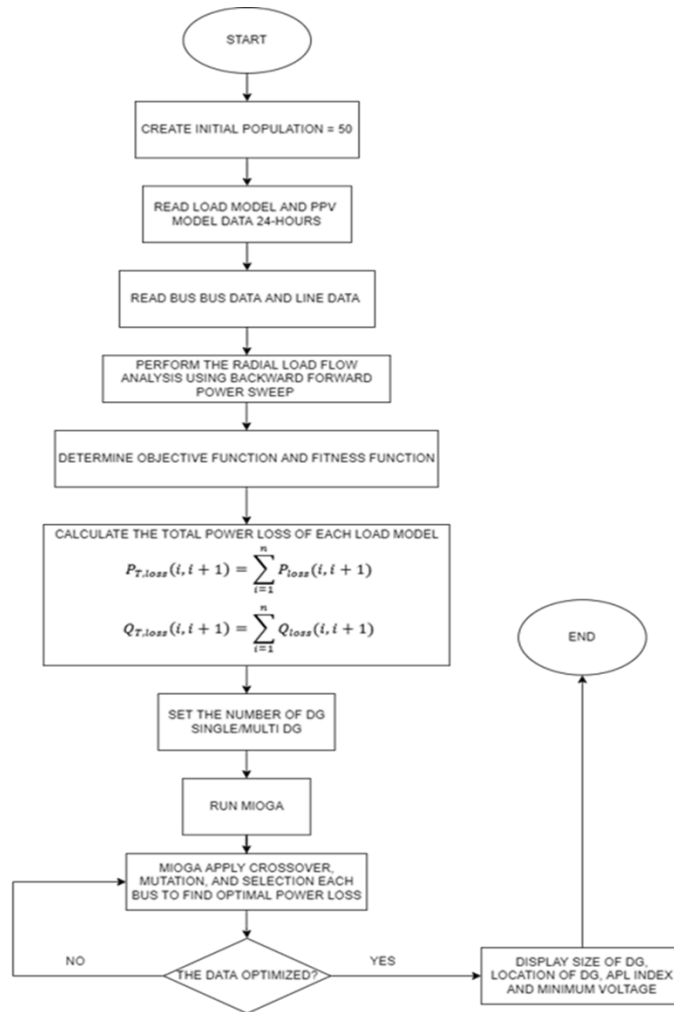 START
CREATE INITIAL POPULATION = 50
READ LOAD MODEL AND PPV
MODEL DATA 24-HOURS
READ BUS BUS DATA AND LINE DATA
PERFORM THE RADIAL LOAD FLOW
ANALYSIS USING BACKWARD FORWARD
POWER SWEEP
DETERMINE OBJECTIVE FUNCTION AND FITNESS FUNCTION
CALCULATE THE TOTAL POWER LOSS OF EACH LOAD MODEL
P_{T,loss}(i, i + 1) = \sum_{i=1}^{n} P_{loss}(i, i + 1)
Q_{T,loss}(i, i + 1) = \sum_{i=1}^{n} Q_{loss}(i, i + 1)
SET THE NUMBER OF DG
SINGLE/MULTI DG
RUN MIOGA
MIOGA APPLY CROSSOVER,
MUTATION, AND SELECTION EACH
BUS TO FIND OPTIMAL POWER LOSS
THE DATA OPTIMIZED?
NO
YES
DISPLAY SIZE OF DG,
LOCATION OF DG, APL INDEX
AND MINIMUM VOLTAGE
END